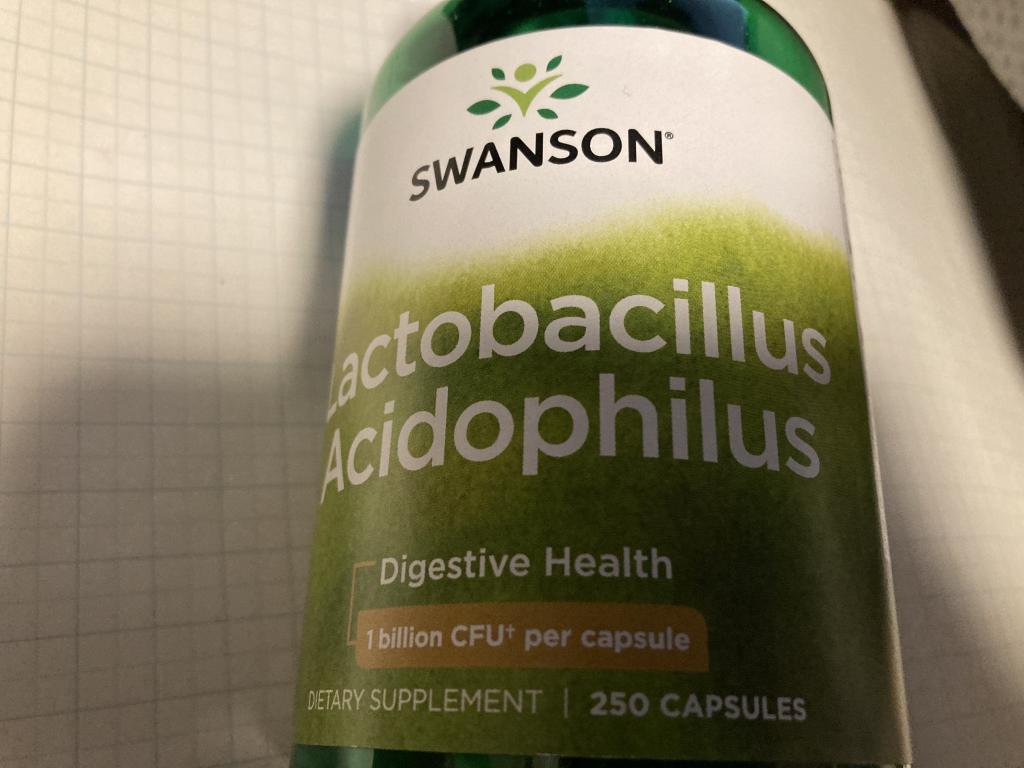 SWANSON®
Lactobacillus
Acidophilus
Digestive Health
1 billion CFU† per capsule
DIETARY SUPPLEMENT | 250 CAPSULES